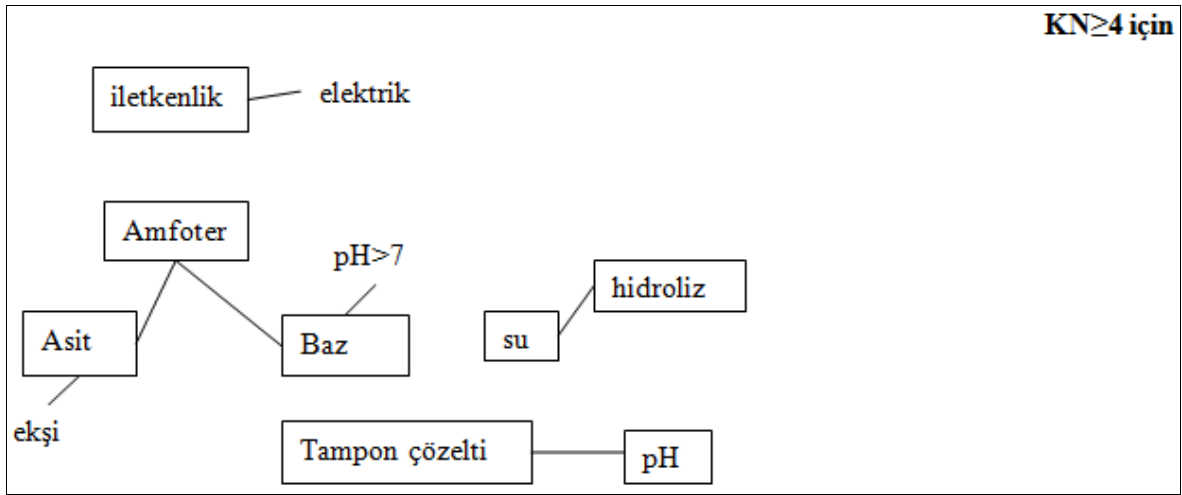 KN≥4 için
iletkenlik
elektrik
Amfoter
pH>7
hidroliz
Asit
Baz
su
ekşi
Tampon çözelti
pH